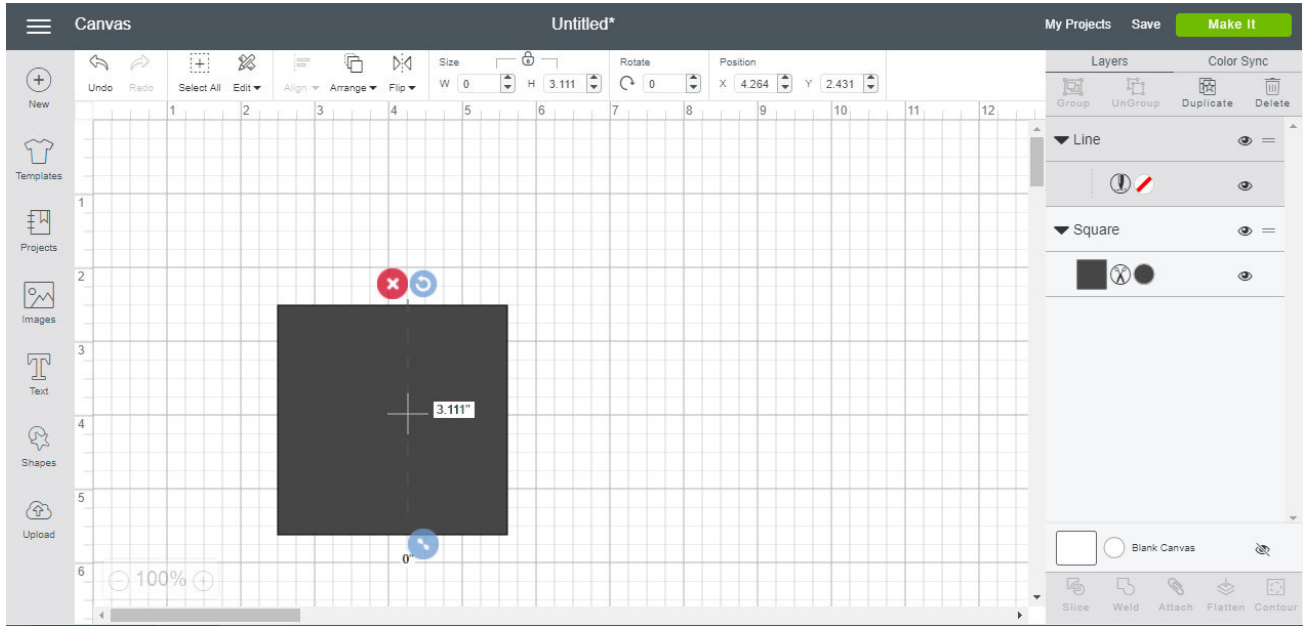 Canvas
Untitled*
My Projects Save Make It
New
Templates
Projects
Images
Text
Shapes
Upload
Undo Redo Select All Edit Align Arrange Flip
Size
W 0 H 3.111
Rotate
0
Position
X 4.264 Y 2.431
1 2 3 4 5 6 7 8 9 10 11 12
1
2
3
4
5
6
3.111"
0"
100%
Layers Color Sync
Group UnGroup Duplicate Delete
Line
Square
Blank Canvas
Slice Weld Attach Flatten Contour